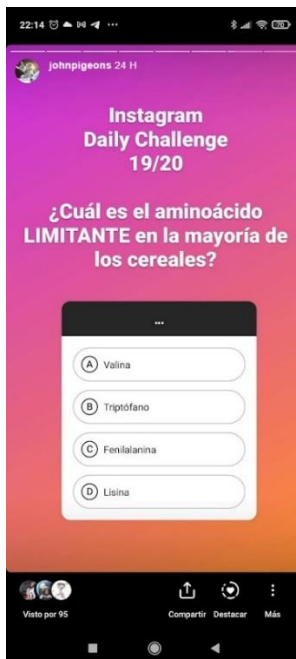 22:14
johnpigeons 24 H
Instagram
Daily Challenge
19/20
¿Cuál es el aminoácido
LIMITANTE en la mayoría de
los cereales?
...
A Valina
B Triptófano
C Fenilalanina
D Lisina
Visto por 95
Compartir Destacar Más